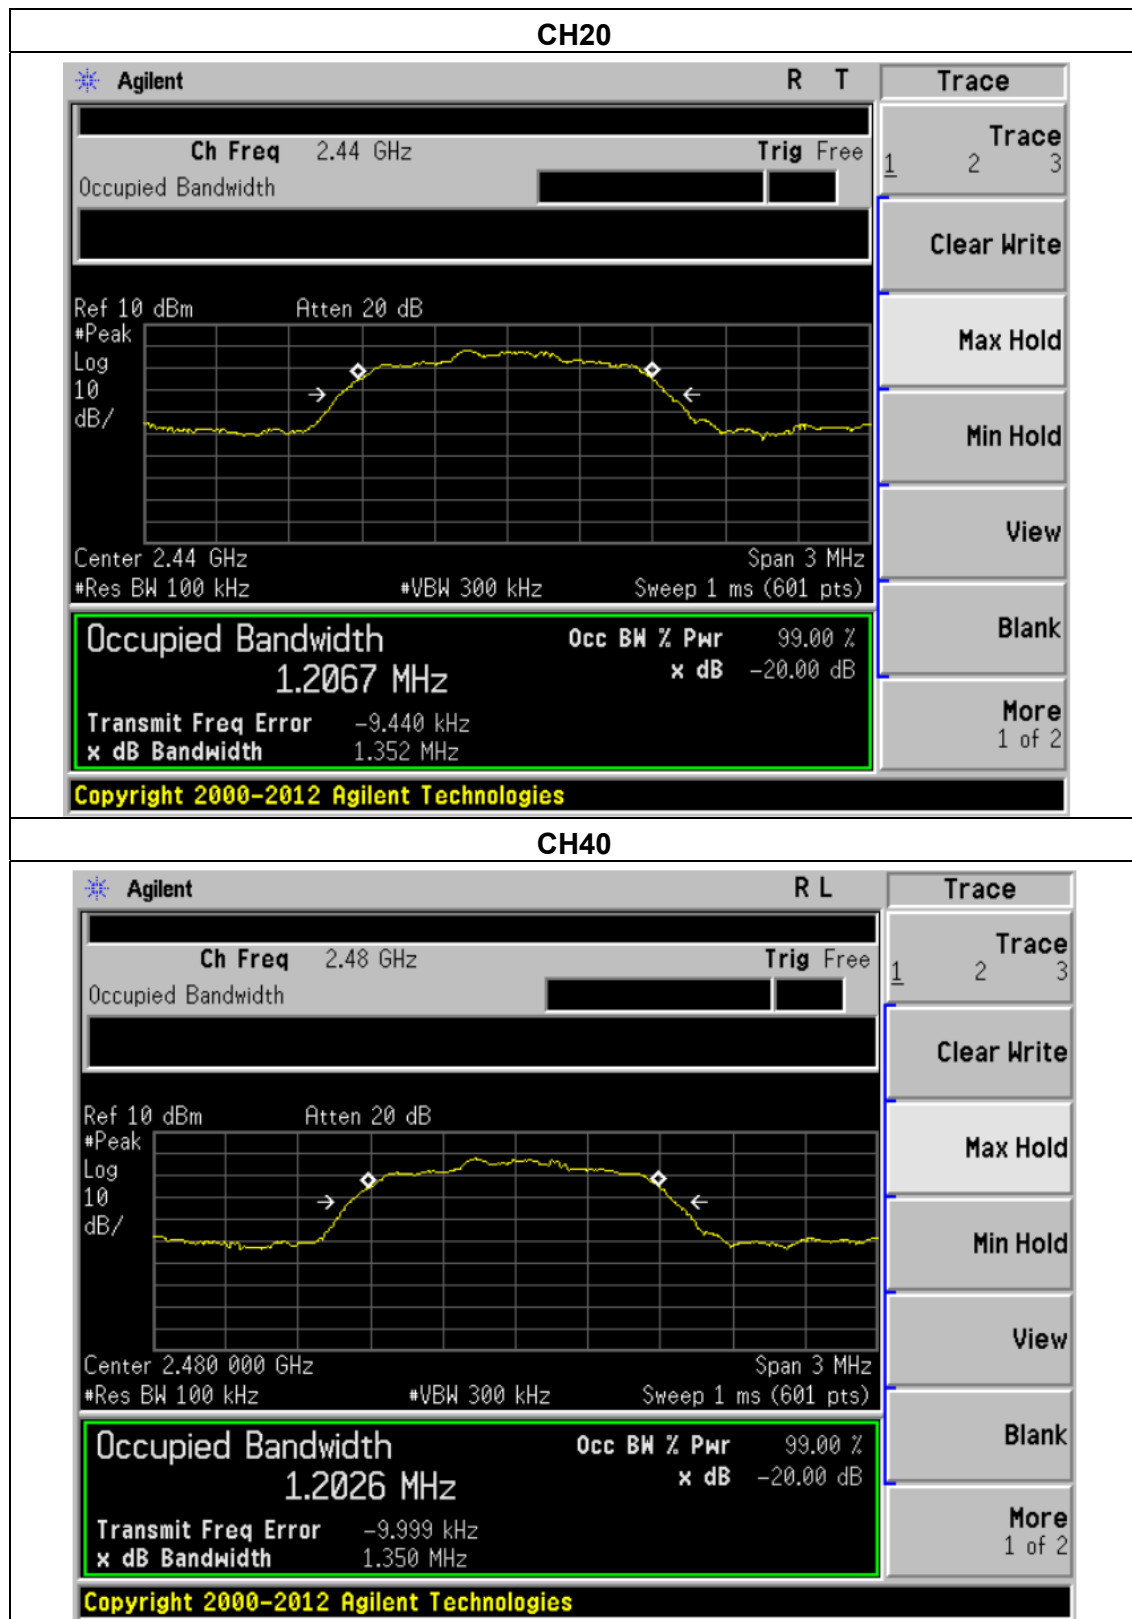 CH20
Agilent R T Trace
Ch Freq 2.44 GHz Trig Free
Occupied Bandwidth
Trace
1 2 3
Clear Write
Max Hold
Min Hold
View
Blank
More
1 of 2
Ref 10 dBm Atten 20 dB
#Peak
Log
10
dB/
Center 2.44 GHz Span 3 MHz
#Res BW 100 kHz #VBW 300 kHz Sweep 1 ms (601 pts)
Occupied Bandwidth Occ BW % Pwr 99.00 %
1.2067 MHz x dB -20.00 dB
Transmit Freq Error -9.440 kHz
x dB Bandwidth 1.352 MHz
Copyright 2000-2012 Agilent Technologies
CH40
Agilent R L Trace
Ch Freq 2.48 GHz Trig Free
Occupied Bandwidth
Trace
1 2 3
Clear Write
Max Hold
Min Hold
View
Blank
More
1 of 2
Ref 10 dBm Atten 20 dB
#Peak
Log
10
dB/
Center 2.480 000 GHz Span 3 MHz
#Res BW 100 kHz #VBW 300 kHz Sweep 1 ms (601 pts)
Occupied Bandwidth Occ BW % Pwr 99.00 %
1.2026 MHz x dB -20.00 dB
Transmit Freq Error -9.999 kHz
x dB Bandwidth 1.350 MHz
Copyright 2000-2012 Agilent Technologies